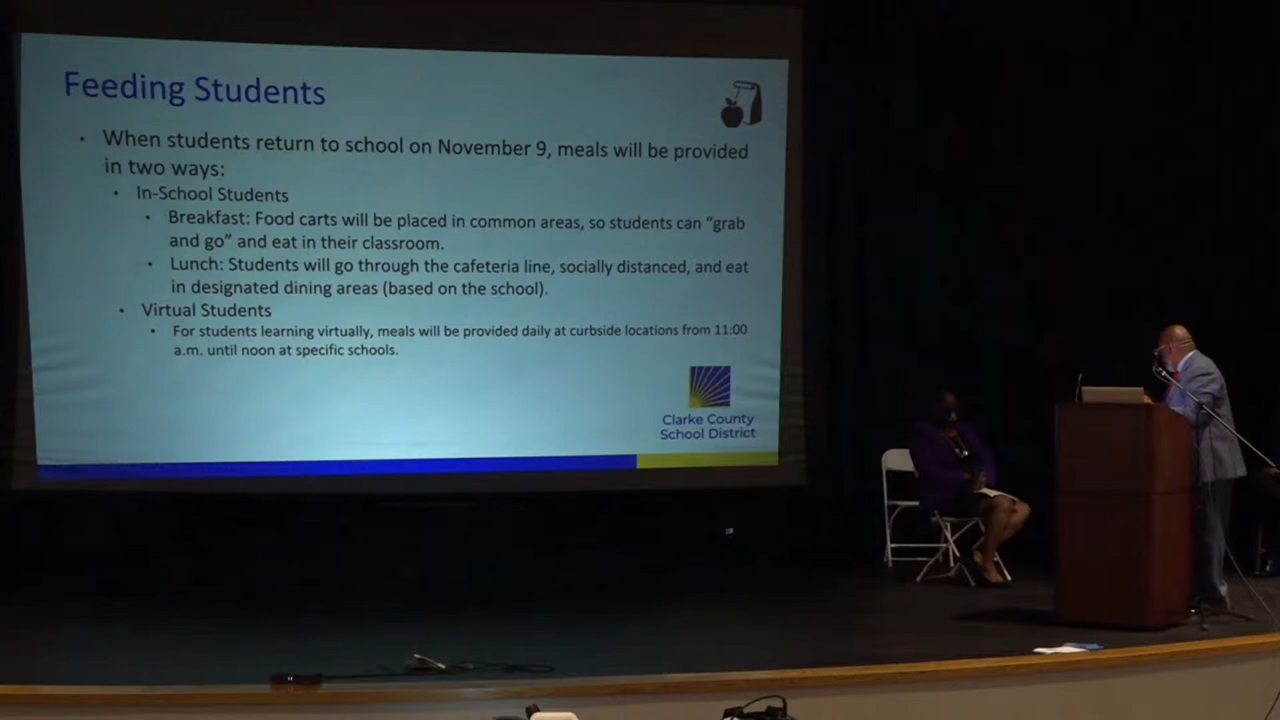 Feeding Students
• When students return to school on November 9, meals will be provided
in two ways:
• In-School Students
• Breakfast: Food carts will be placed in common areas, so students can “grab
and go” and eat in their classroom.
• Lunch: Students will go through the cafeteria line, socially distanced, and eat
in designated dining areas (based on the school).
• Virtual Students
• For students learning virtually, meals will be provided daily at curbside locations from 11:00
a.m. until noon at specific schools.
Clarke County
School District